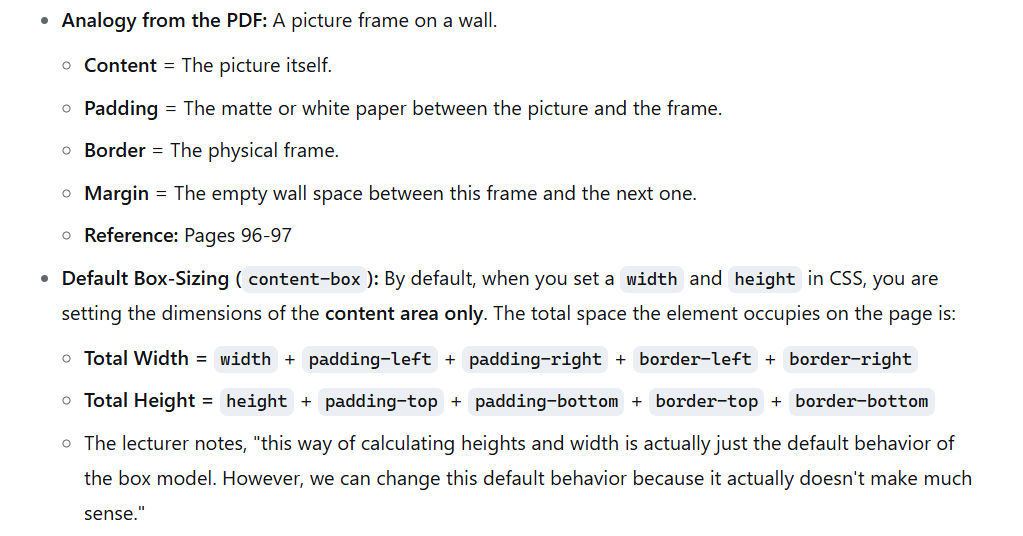 Analogy from the PDF: A picture frame on a wall.
Content = The picture itself.
Padding = The matte or white paper between the picture and the frame.
Border = The physical frame.
Margin = The empty wall space between this frame and the next one.
Reference: Pages 96-97
Default Box-Sizing (content-box): By default, when you set a width and height in CSS, you are
setting the dimensions of the content area only. The total space the element occupies on the page is:
Total Width = width + padding-left + padding-right + border-left + border-right
Total Height = height + padding-top + padding-bottom + border-top + border-bottom
The lecturer notes, "this way of calculating heights and width is actually just the default behavior of
the box model. However, we can change this default behavior because it actually doesn't make much
sense."